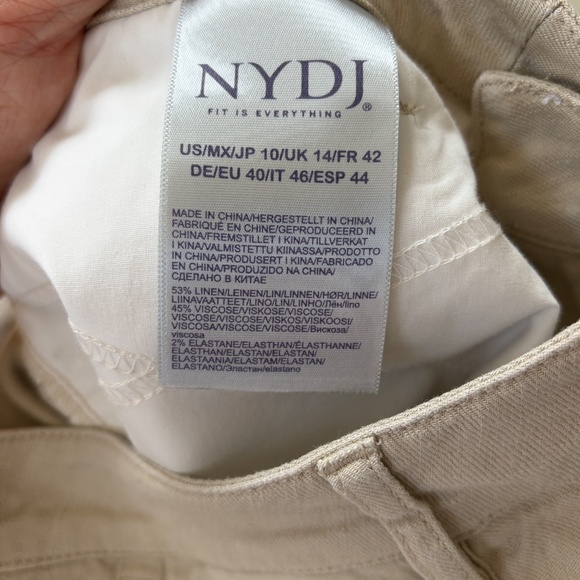 NYDJ®
FIT IS EVERYTHING
US/MX/JP 10/UK 14/FR 42
DE/EU 40/IT 46/ESP 44
MADE IN CHINA/HERGESTELLT IN CHINA/
FABRIQUÉ EN CHINE/GEPRODUCEERD IN
CHINA/FREMSTILLET I KINA/TILLVERKAT
I KINA/VALMISTETTU KIINASSA/PRODOTTO
IN CHINA/PRODUSERT I KINA/FABRICADO
EN CHINA/PRODUZIDO NA CHINA/
СДЕЛАНО В КИТАЕ
53% LINEN/LEINEN/LIN/LINNEN/HØR/LINNE/
LIINAVAATTEET/LINO/LIN/LINHO/Лён/lino
45% VISCOSE/VISKOSE/VISCOSE/
VISCOSE/VISCOSE/VISKOS/VISKOOSI/
VISCOSA/VISCOSE/VISCOSE/Вискоза/
viscosa
2% ELASTANE/ELASTHAN/ÉLASTHANNE/
ELASTHAN/ELASTAN/ELASTAN/
ELASTAANIA/ELASTAM/ELASTAN/
ELASTANO/Эластан/elastano